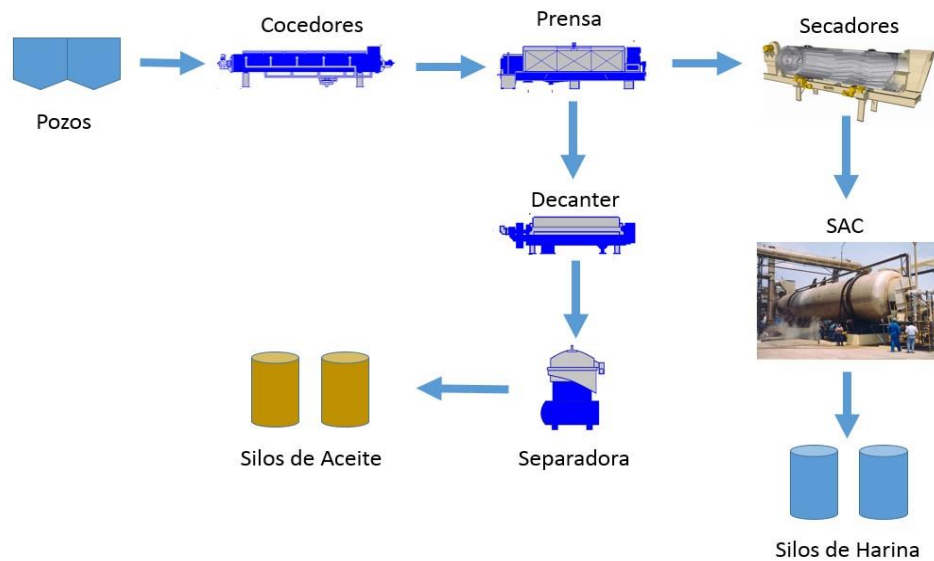 Cocedores
Prensa
Secadores
Pozos
Decanter
SAC
Silos de Aceite
Separadora
Silos de Harina